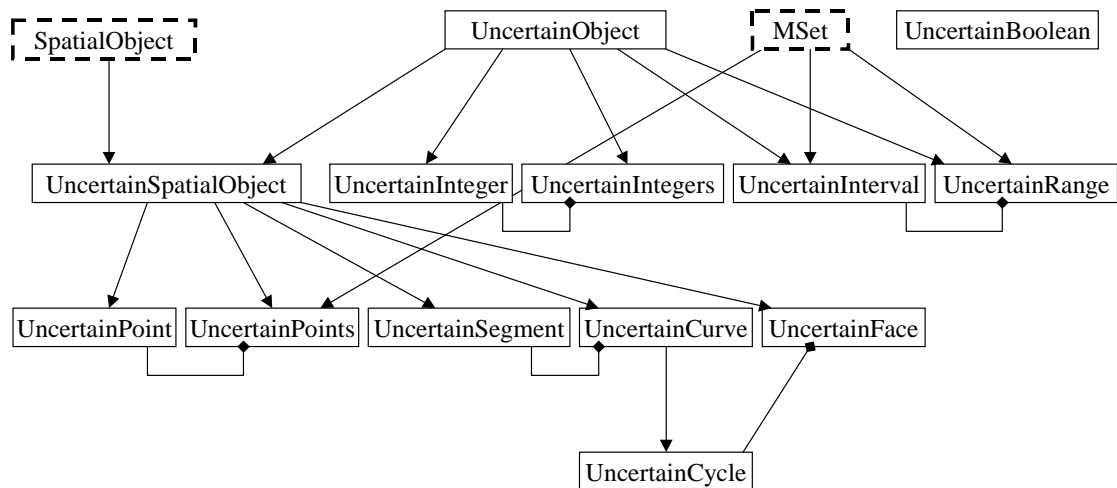 SpatialObject
UncertainObject
MSet
UncertainBoolean
UncertainSpatialObject
UncertainInteger
UncertainIntegers
UncertainInterval
UncertainRange
UncertainPoint
UncertainPoints
UncertainSegment
UncertainCurve
UncertainFace
UncertainCycle